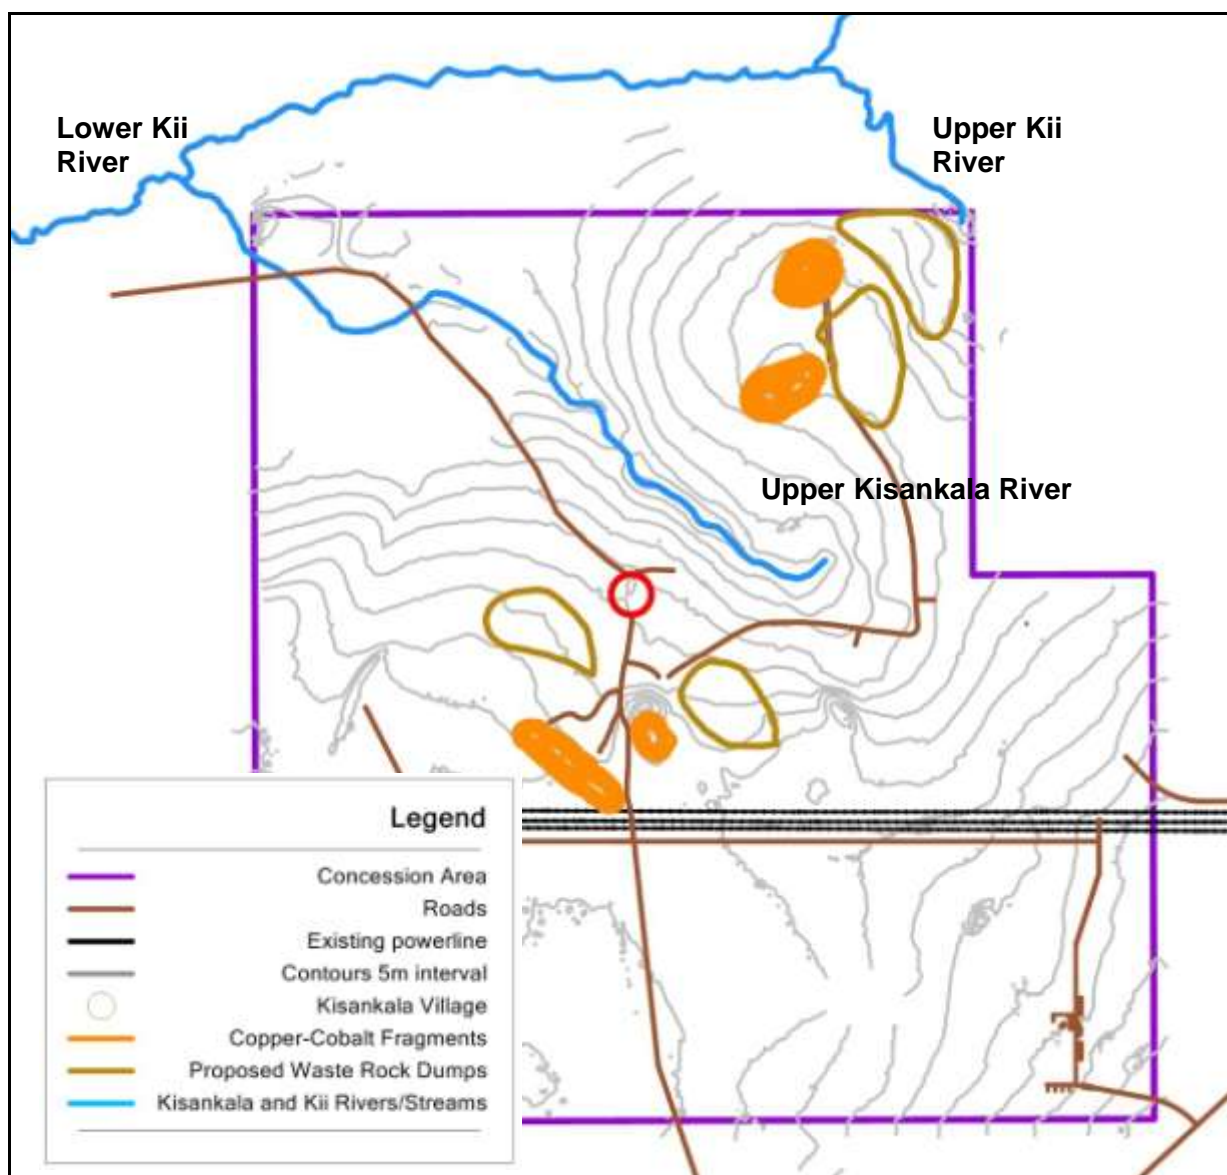 Lower Kii
River
Upper Kii
River
Upper Kisankala River
Legend
Concession Area
Roads
Existing powerline
Contours 5m interval
Kisankala Village
Copper-Cobalt Fragments
Proposed Waste Rock Dumps
Kisankala and Kii Rivers/Streams